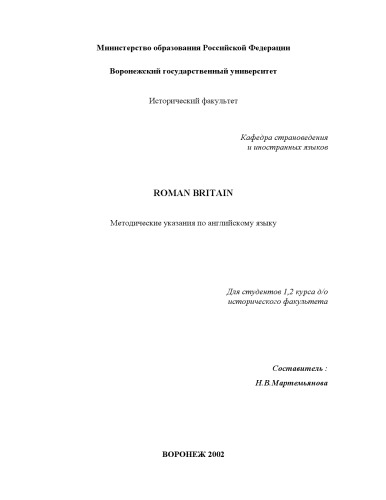 Министерство образования Российской Федерации
Воронежский государственный университет
Исторический факультет
Кафедра страноведения
и иностранных языков
ROMAN BRITAIN
Методические указания по английскому языку
Для студентов 1,2 курса д/о
исторического факультета
Составитель :
Н.В.Мартемьянова
ВОРОНЕЖ 2002